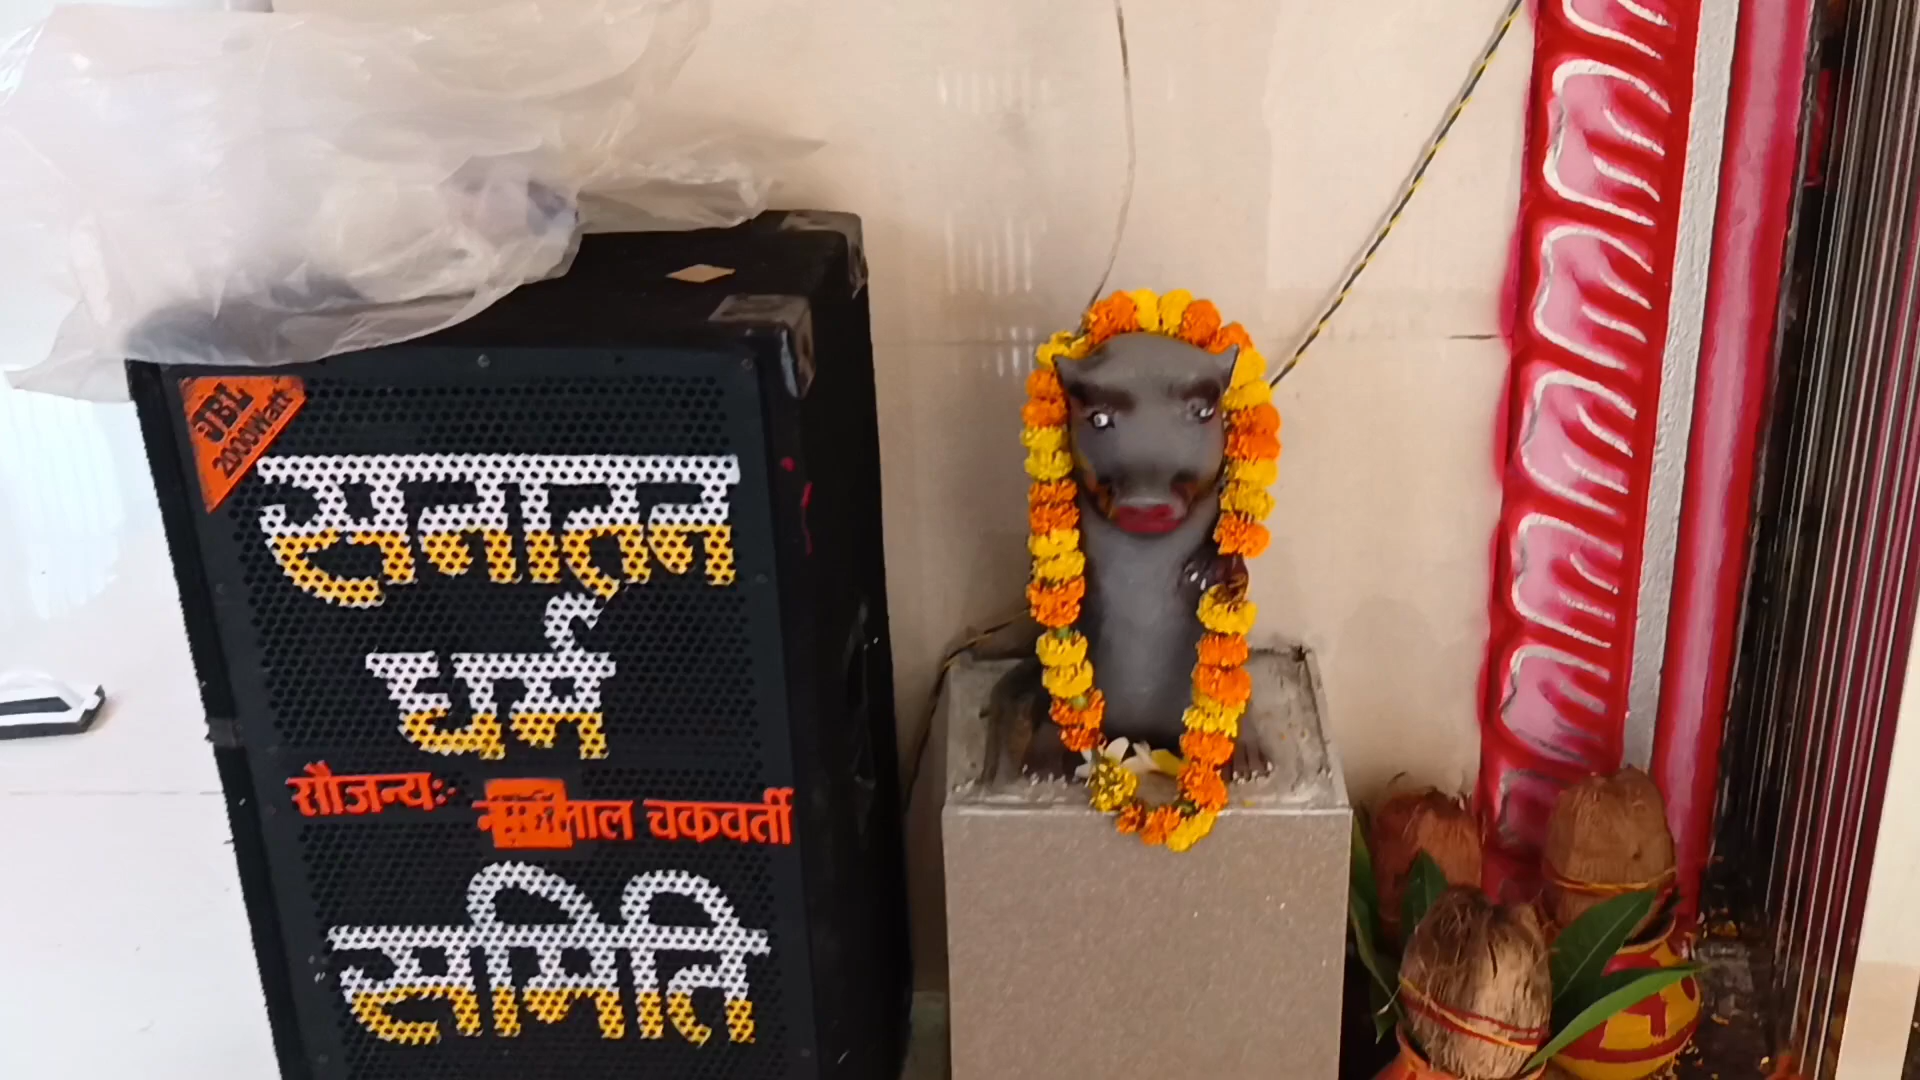 JBL
2000Watt
सनातन
धर्म
सौजन्यः लाल चकवर्ती
समिति